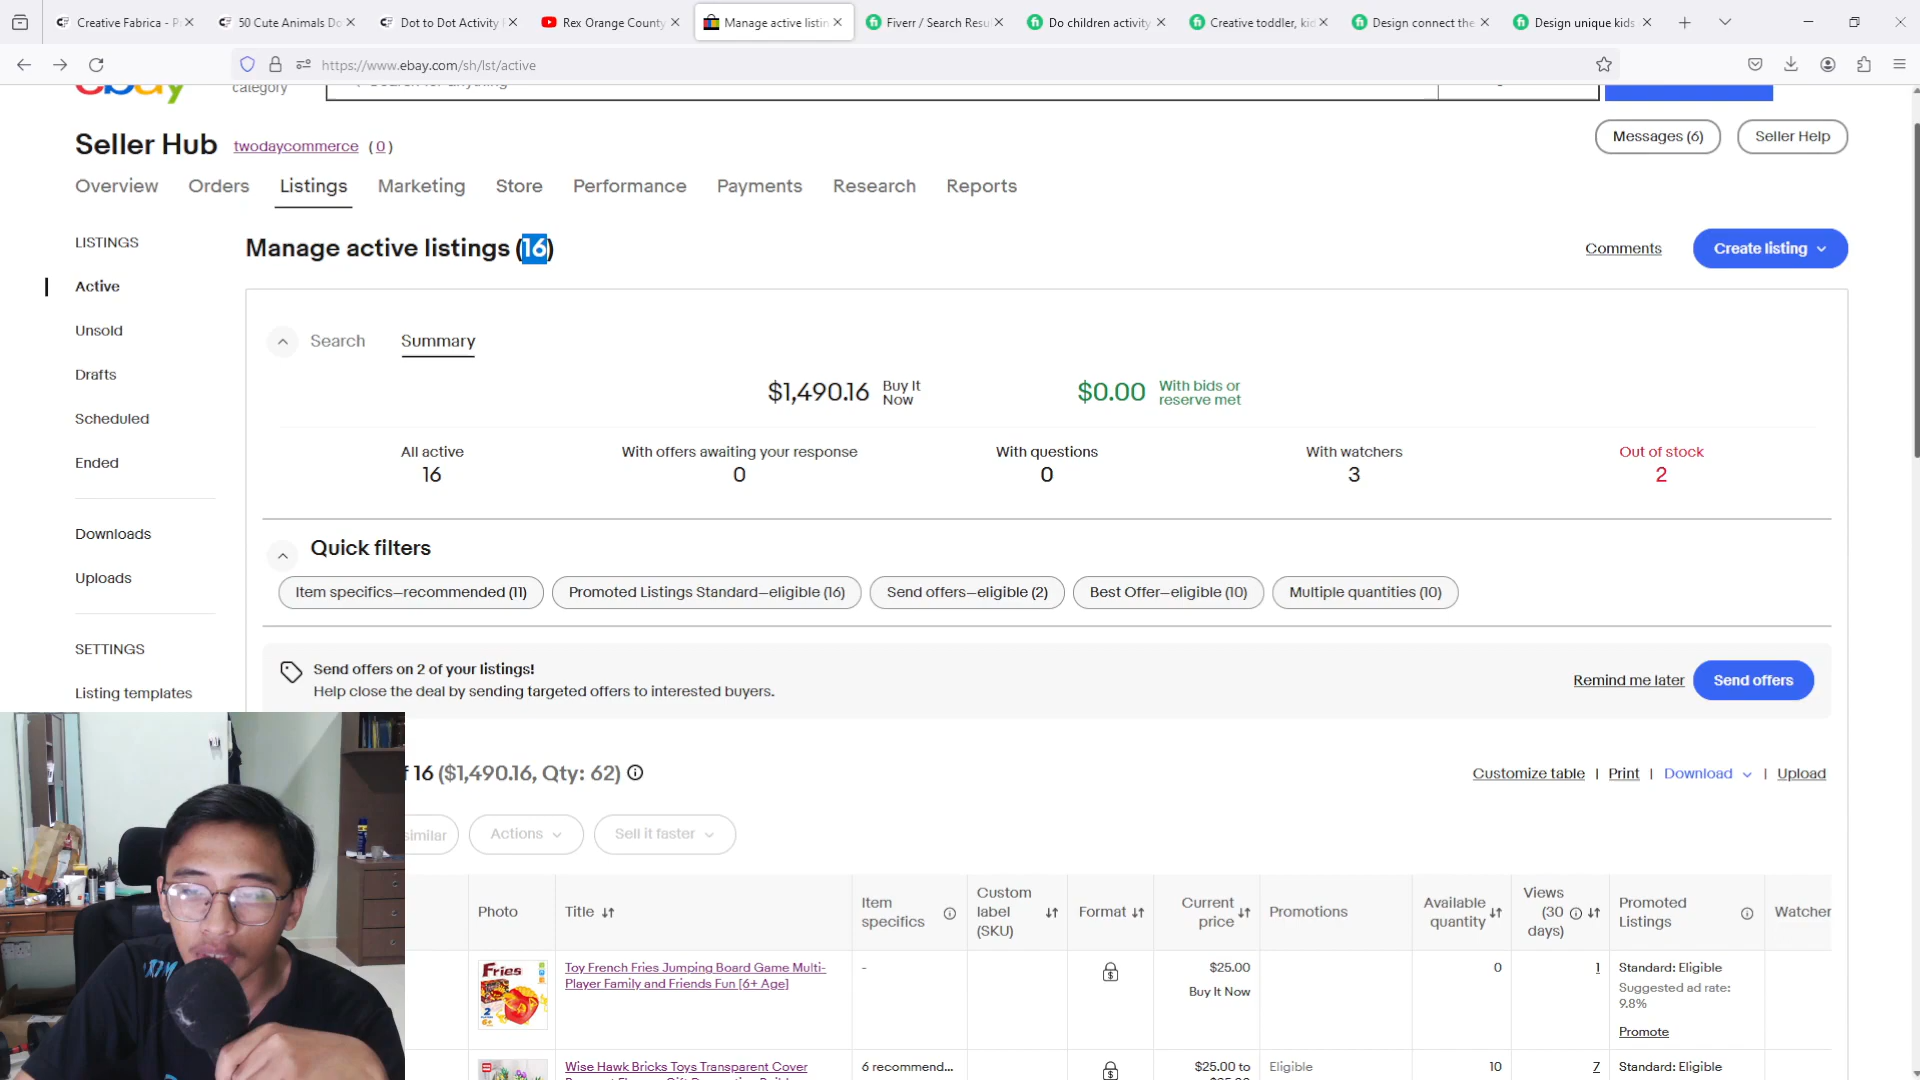 Creative Fabrica - P
50 Cute Animals Do
Dot to Dot Activity
Rex Orange County
Manage active listin
Fiverr / Search Resu
Do children activity
Creative toddler, ki
Design connect the
Design unique kids
https://www.ebay.com/sh/lst/active
category
Seller Hub twodaycommerce (0)
Messages (6)
Seller Help
Overview
Orders
Listings
Marketing
Store
Performance
Payments
Research
Reports
LISTINGS
Active
Unsold
Drafts
Scheduled
Ended
Downloads
Uploads
SETTINGS
Listing templates
Manage active listings (16)
Comments
Create listing
Search
Summary
$1,490.16 Buy It
Now
$0.00 With bids or
reserve met
All active
16
With offers awaiting your response
0
With questions
0
With watchers
3
Out of stock
2
Quick filters
Item specifics–recommended (11)
Promoted Listings Standard–eligible (16)
Send offers–eligible (2)
Best Offer–eligible (10)
Multiple quantities (10)
Send offers on 2 of your listings!
Help close the deal by sending targeted offers to interested buyers.
Remind me later
Send offers
16 ($1,490.16, Qty: 62)
Customize table | Print | Download | Upload
similar
Actions
Sell it faster
Photo
Title
Item
specifics
Custom
label
(SKU)
Format
Current
price
Promotions
Available
quantity
Views
(30
days)
Promoted
Listings
Watcher
Fries
2
Toy French Fries Jumping Board Game Multi-
Player Family and Friends Fun [6+ Age]
-
$25.00
Buy It Now
0
1
Standard: Eligible
Suggested ad rate:
9.8%
Promote
Wise Hawk Bricks Toys Transparent Cover
6 recommend...
$25.00 to
Eligible
10
7
Standard: Eligible